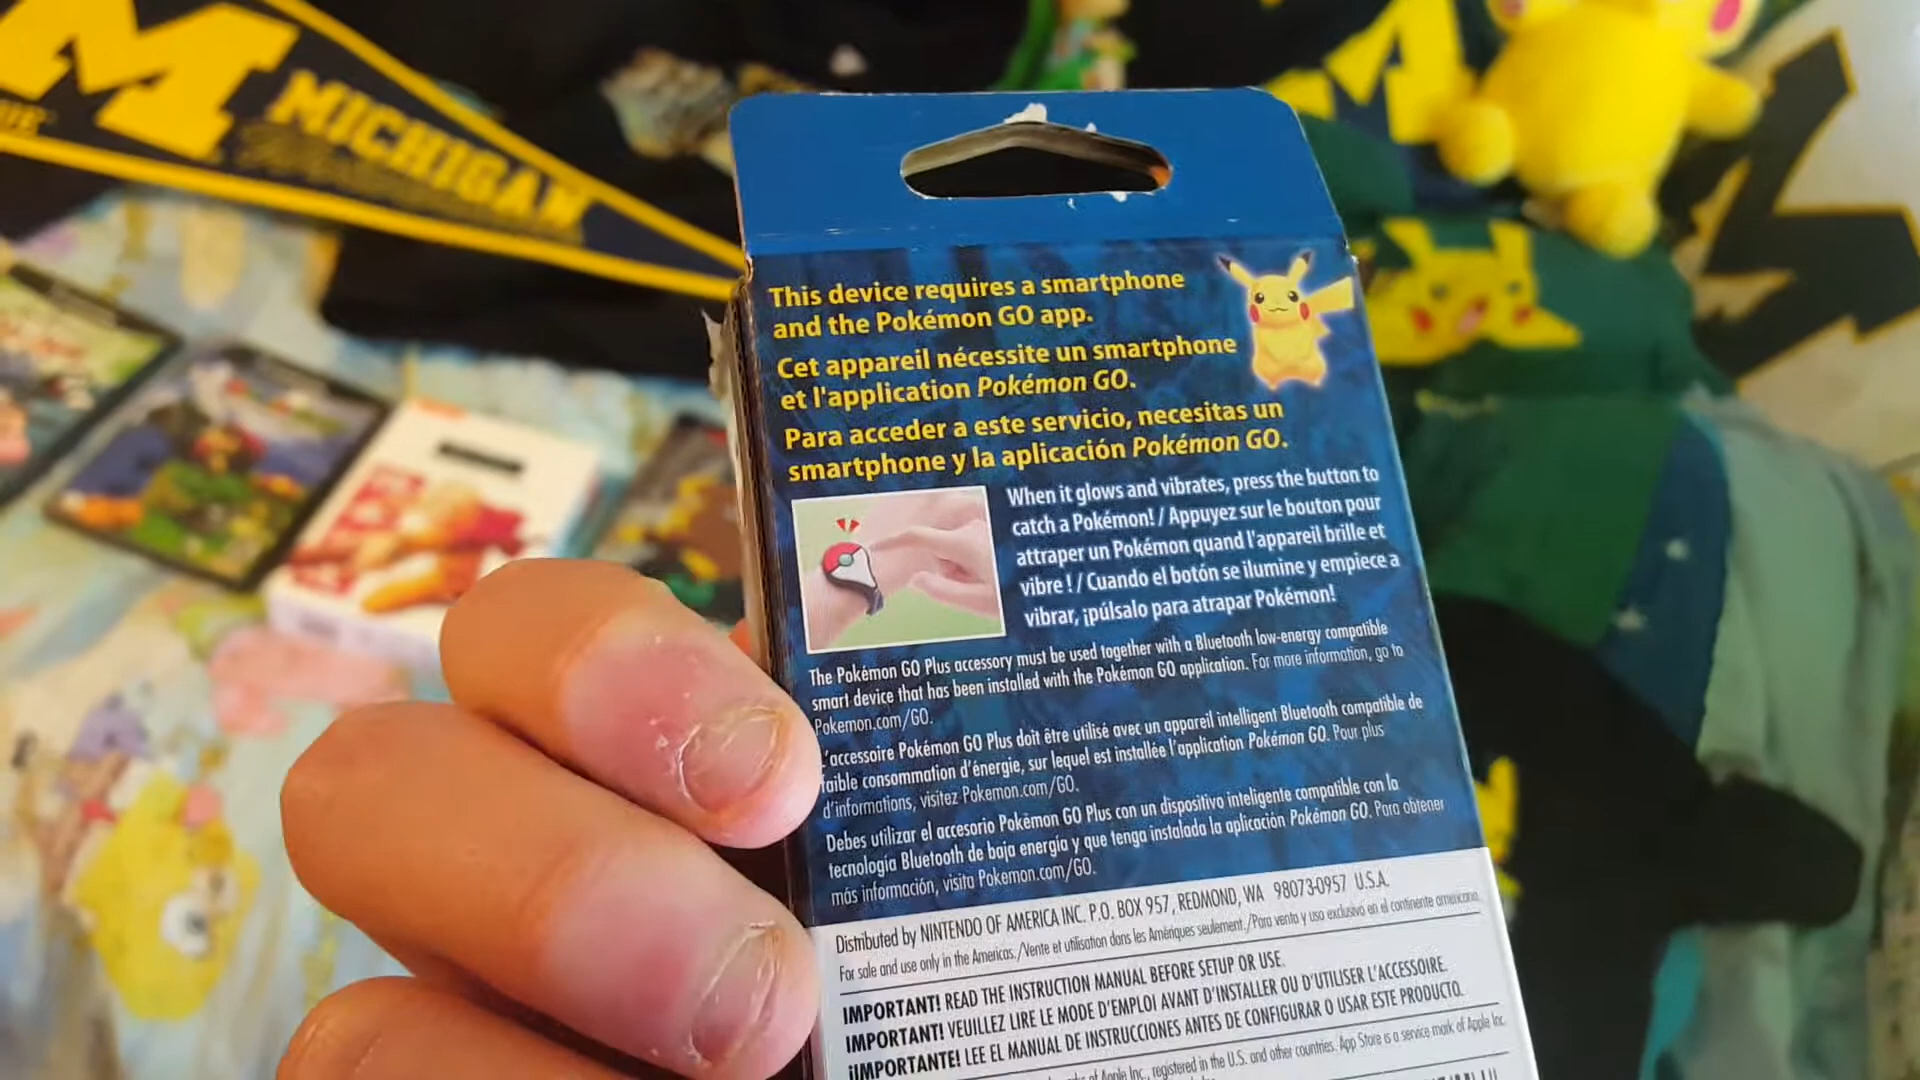 MICHIGAN
This device requires a smartphone
and the Pokémon GO app.
Cet appareil nécessite un smartphone
et l'application Pokémon GO.
Para acceder a este servicio, necesitas un
smartphone y la aplicación Pokémon GO.
When it glows and vibrates, press the button to
catch a Pokémon! / Appuyez sur le bouton pour
attraper un Pokémon quand l'appareil brille et
vibre ! / Cuando el botón se ilumine y empiece a
vibrar, ¡púlsalo para atrapar Pokémon!
The Pokémon GO Plus accessory must be used together with a Bluetooth low-energy compatible
smart device that has been installed with the Pokémon GO application. For more information, go to
Pokemon.com/GO.
'accessoire Pokémon GO Plus doit être utilisé avec un appareil intelligent Bluetooth compatible de
faible consommation d'énergie, sur lequel est installée l'application Pokémon GO. Pour plus
d'informations, visitez Pokemon.com/GO.
Debes utilizar el accesorio Pokémon GO Plus con un dispositivo inteligente compatible con la
tecnología Bluetooth de baja energía y que tenga instalada la aplicación Pokémon GO. Para obtener
más información, visita Pokemon.com/GO.
Distributed by NINTENDO OF AMERICA INC. P.O. BOX 957, REDMOND, WA 98073-0957 U.S.A.
For sale and use only in the Americas./Vente et utilisation dans les Amériques seulement./Para venta y uso exclusivo en el continente americano.
IMPORTANT! READ THE INSTRUCTION MANUAL BEFORE SETUP OR USE.
IMPORTANT! VEUILLEZ LIRE LE MODE D'EMPLOI AVANT D'INSTALLER OU D'UTILISER L'ACCESSOIRE.
¡IMPORTANTE! LEE EL MANUAL DE INSTRUCCIONES ANTES DE CONFIGURAR O USAR ESTE PRODUCTO.
of Apple Inc., registered in the U.S. and other countries. App Store is a service mark of Apple Inc.